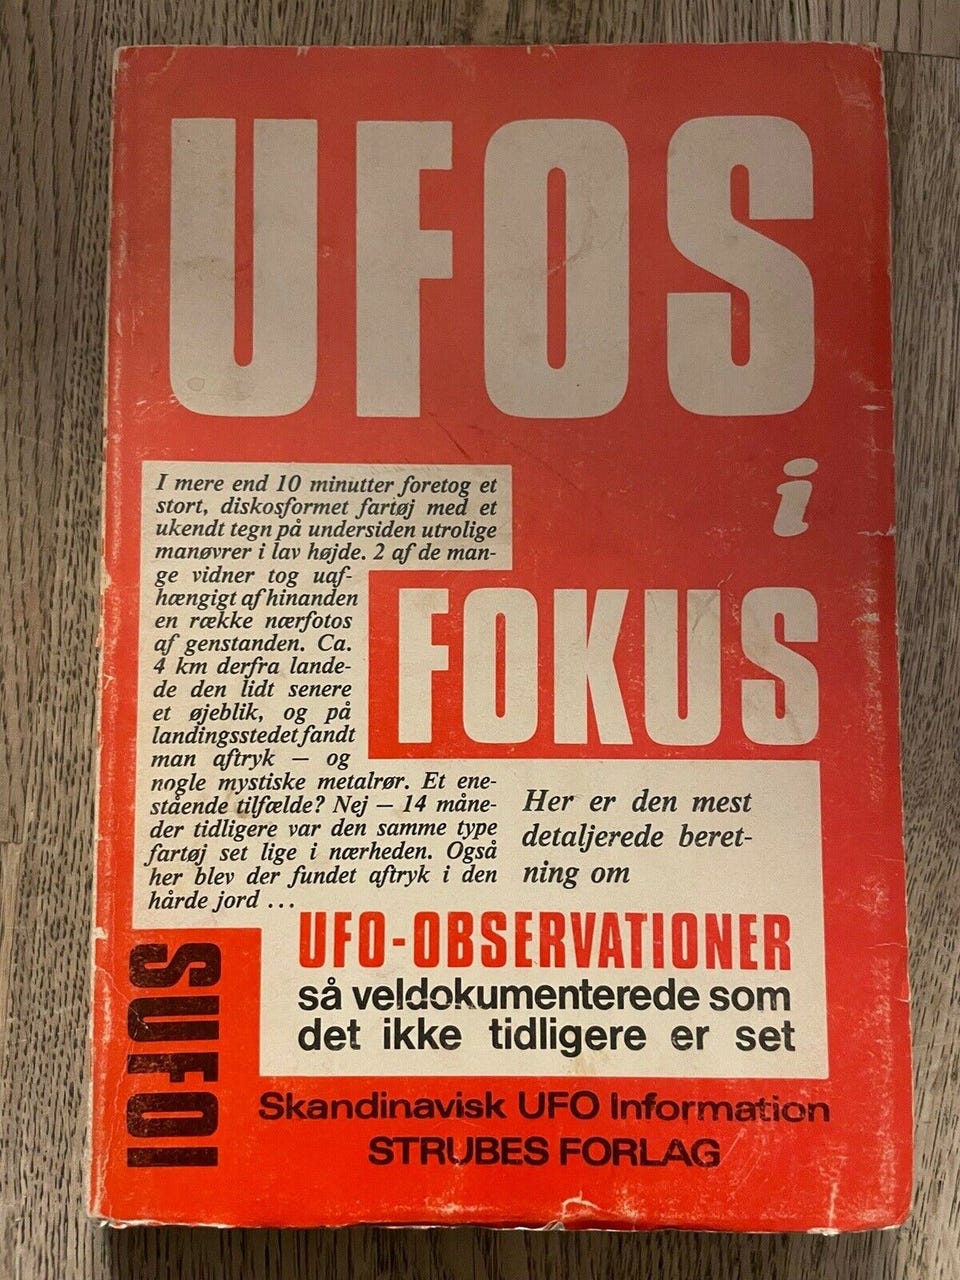 UFOS
i
FOKUS
I mere end 10 minutter foretog et
stort, diskosformet fartøj med et
ukendt tegn på undersiden utrolige
manøvrer i lav højde. 2 af de man-
ge vidner tog uaf-
hængigt af hinanden
en række nærfotos
af genstanden. Ca.
4 km derfra lande-
de den lidt senere
et øjeblik, og på
landingsstedet fandt
man aftryk — og
nogle mystiske metalrør. Et ene-
stående tilfælde? Nej — 14 måne-
der tidligere var den samme type
fartøj set lige i nærheden. Også
her blev der fundet aftryk i den
hårde jord ...
Her er den mest
detaljerede beret-
ning om
UFO-OBSERVATIONER
så veldokumenterede som
det ikke tidligere er set
SUFOI
Skandinavisk UFO Information
STRUBES FORLAG